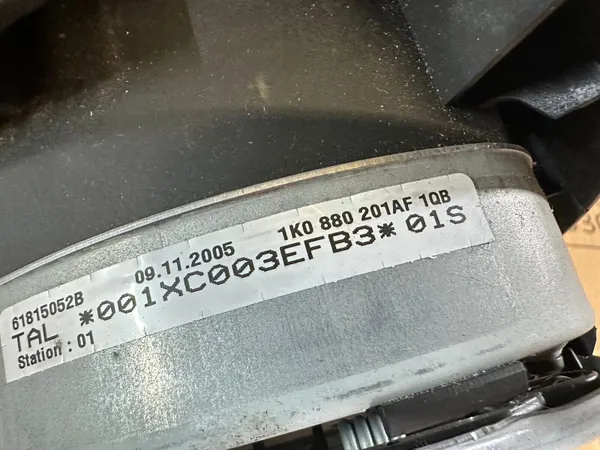 61815052B 09.11.2005 1K0 880 201AF 1QB
TAL *001XC003EFB3* 01S
Station : 01